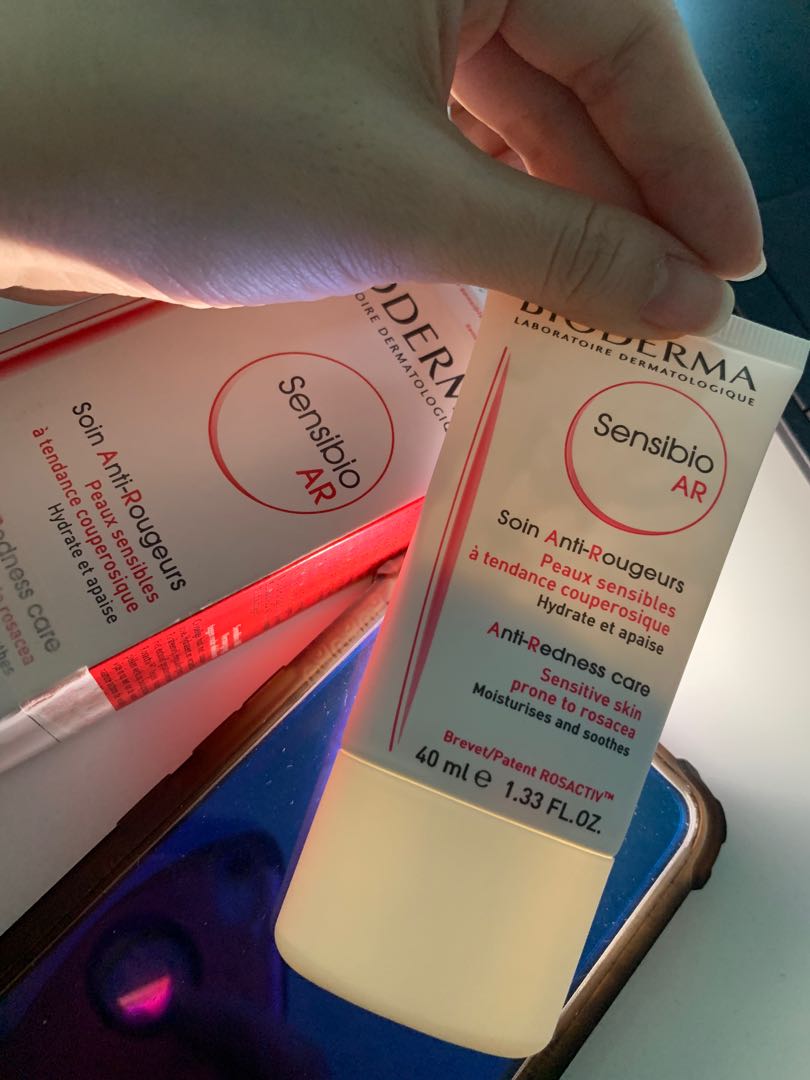 BIODERMA
LABORATOIRE DERMATOLOGIQUE
Sensibio
AR
Soin Anti-Rougeurs
Peaux sensibles
à tendance couperosique
Hydrate et apaise
Anti-Redness care
Sensitive skin
prone to rosacea
Moisturises and soothes
Brevet/Patent ROSACTIV™
40 ml e 1.33 FL.OZ.
ODERM
OIRE DERMATOLOGIQ
Sensibio
AR
Soin Anti-Rougeurs
Peaux sensibles
à tendance couperosique
Hydrate et apaise
edness care
rosacea